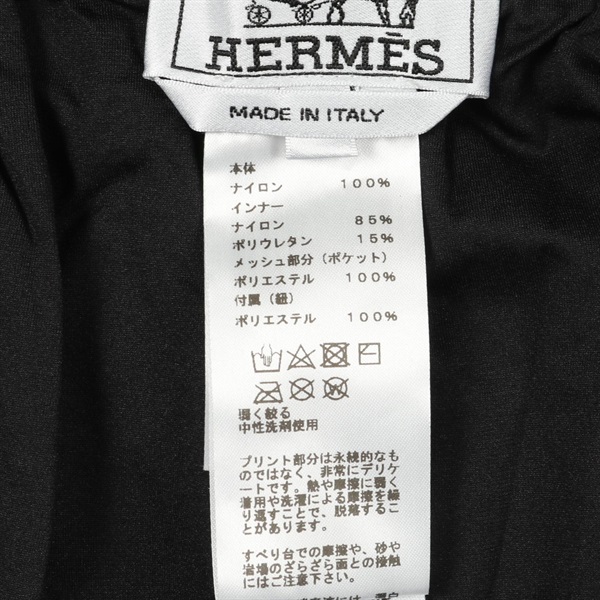 HERMÈS
MADE IN ITALY
本体
ナイロン 100%
インナー
ナイロン 85%
ポリウレタン 15%
メッシュ部分(ポケット)
ポリエステル 100%
付属(紐)
ポリエステル 100%
弱く絞る
中性洗剤使用
プリント部分は永続的なも
のではなく、非常にデリケ
ートです。熱や摩擦に弱く
着用や洗濯による摩擦を繰
り返すことで、脱落するこ
とがあります。
すべり台での摩擦や、砂や
岩場のざらざら面との接触
にはご注意下さい。